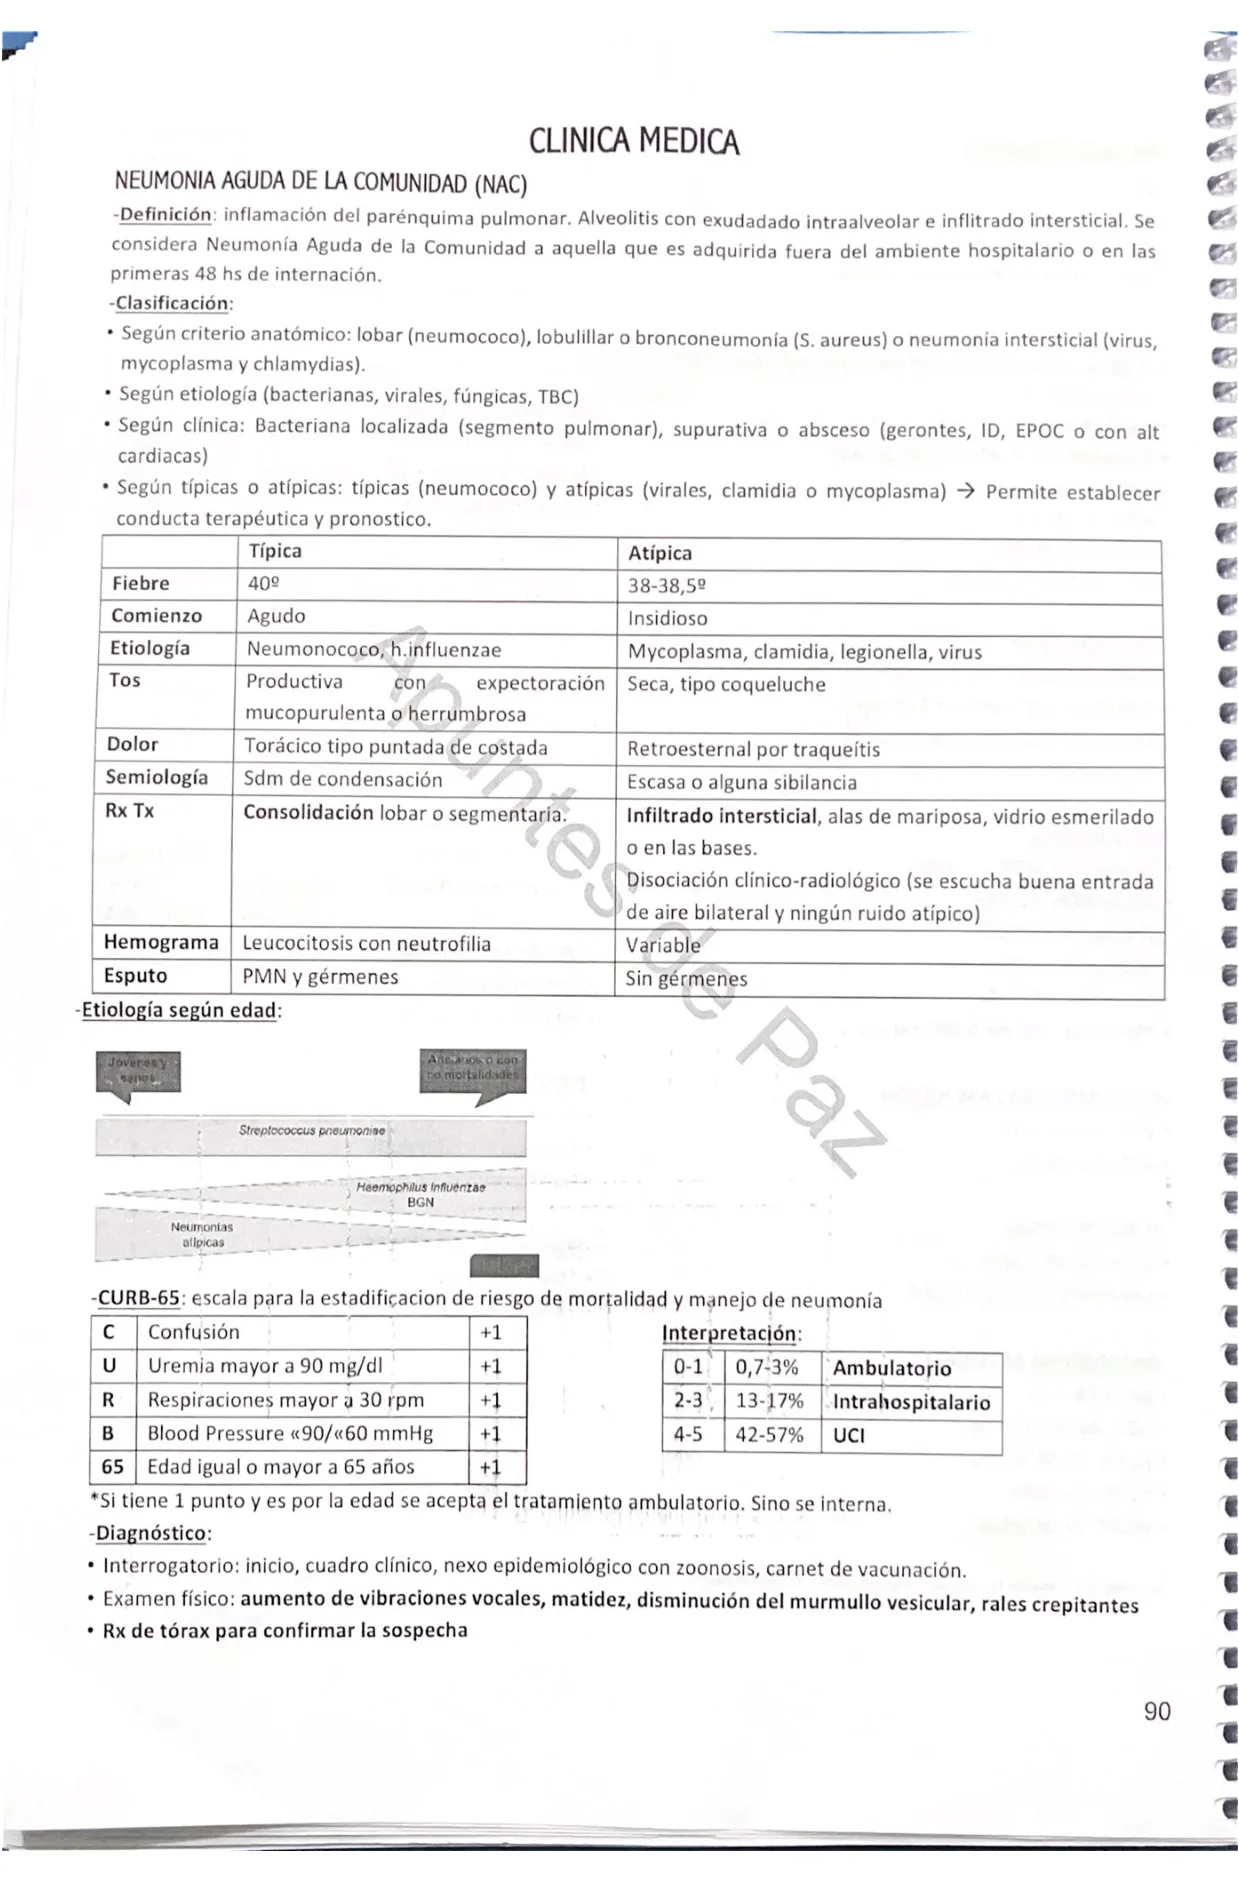 CLINICA MEDICA
NEUMONIA AGUDA DE LA COMUNIDAD (NAC)
-Definición: inflamación del parénquima pulmonar. Alveolitis con exudadado intraalveolar e inflitrado intersticial. Se
considera Neumonía Aguda de la Comunidad a aquella que es adquirida fuera del ambiente hospitalario o en las
primeras 48 hs de internación.
-Clasificación:
• Según criterio anatómico: lobar (neumococo), lobulillar o bronconeumonía (S. aureus) o neumonía intersticial (virus,
mycoplasma y chlamydias).
• Según etiología (bacterianas, virales, fúngicas, TBC)
• Según clínica: Bacteriana localizada (segmento pulmonar), supurativa o absceso (gerontes, ID, EPOC o con alt
cardiacas)
• Según típicas o atípicas: típicas (neumococo) y atípicas (virales, clamidia o mycoplasma) → Permite establecer
conducta terapéutica y pronostico.
Típica Atípica
Fiebre 40º 38-38,5º
Comienzo Agudo Insidioso
Etiología Neumonococo, h.influenzae Mycoplasma, clamidia, legionella, virus
Tos Productiva con expectoración Seca, tipo coqueluche
mucopurulenta o herrumbrosa
Dolor Torácico tipo puntada de costada Retroesternal por traqueítis
Semiología Sdm de condensación Escasa o alguna sibilancia
Rx Tx Consolidación lobar o segmentaria. Infiltrado intersticial, alas de mariposa, vidrio esmerilado
o en las bases.
Disociación clínico-radiológico (se escucha buena entrada
de aire bilateral y ningún ruido atípico)
Hemograma Leucocitosis con neutrofilia Variable
Esputo PMN y gérmenes Sin gérmenes
Apuntes de Paz
-Etiología según edad:
Jovenes y
sanos
Ancianos o con
Streptococcus pneumoniae
Haemophilus Influenzae
BGN
Neumonias
atípicas
-CURB-65: escala para la estadificacion de riesgo de mortalidad y manejo de neumonía
C Confusión +1
U Uremia mayor a 90 mg/dl +1
R Respiraciones mayor a 30 rpm +1
B Blood Pressure «90/«60 mmHg +1
65 Edad igual o mayor a 65 años +1
Interpretación:
0-1 0,7-3% Ambulatorio
2-3 13-17% Intrahospitalario
4-5 42-57% UCI
*Si tiene 1 punto y es por la edad se acepta el tratamiento ambulatorio. Sino se interna.
-Diagnóstico:
• Interrogatorio: inicio, cuadro clínico, nexo epidemiológico con zoonosis, carnet de vacunación.
• Examen físico: aumento de vibraciones vocales, matidez, disminución del murmullo vesicular, rales crepitantes
• Rx de tórax para confirmar la sospecha
90